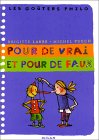 LES GOÛTERS PHILO
BRIGITTE LABBÉ · MICHEL PUECH
POUR DE VRAI
ET POUR DE FAUX
MILAN